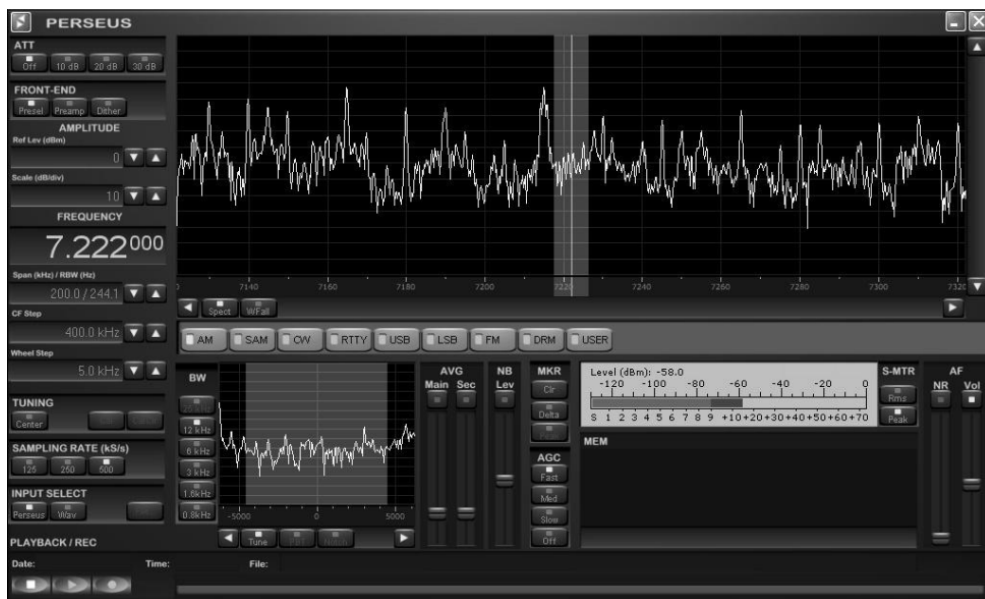 PERSEUS
ATT
Off 10 dB 20 dB 30 dB
FRONT-END
Presel Preamp Dither
AMPLITUDE
Ref Lev (dBm)
0
Scale (dB/div)
10
FREQUENCY
7.222000
Span (kHz) / RBW (Hz)
200.0 / 244.1
CF Step
400.0 kHz
Wheel Step
5.0 kHz
TUNING
Center
SAMPLING RATE (kS/s)
125 250 500
INPUT SELECT
Perseus Wav
PLAYBACK / REC
Date: Time: File:
7140 7160 7180 7200 7220 7240 7260 7280 7300 7320
Spect WFall
AM SAM CW RTTY USB LSB FM DRM USER
BW
25 kHz
12 kHz
6 kHz
3 kHz
1.6kHz
0.8kHz
-5000 0 5000
Tune PBT Notch
AVG
Main Sec
NB
Lev
MKR
Clr
Delta
AGC
Fast
Med
Slow
Off
Level (dBm): -58.0
-120 -100 -80 -60 -40 -20 0
S 1 2 3 4 5 6 7 8 9 +10+20+30+40+50+60+70
S-MTR
Rms
Peak
AF
NR Vol
MEM